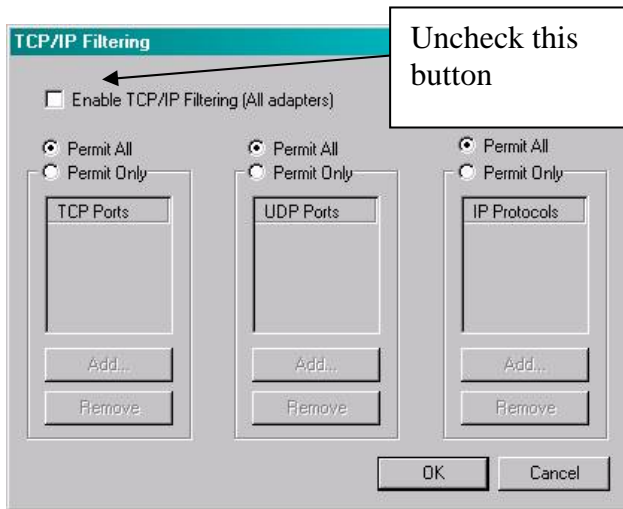 TCP/IP Filtering
Uncheck this
button
Enable TCP/IP Filtering (All adapters)
Permit All
Permit Only
TCP Ports
Add...
Remove
Permit All
Permit Only
UDP Ports
Add...
Remove
Permit All
Permit Only
IP Protocols
Add...
Remove
OK
Cancel